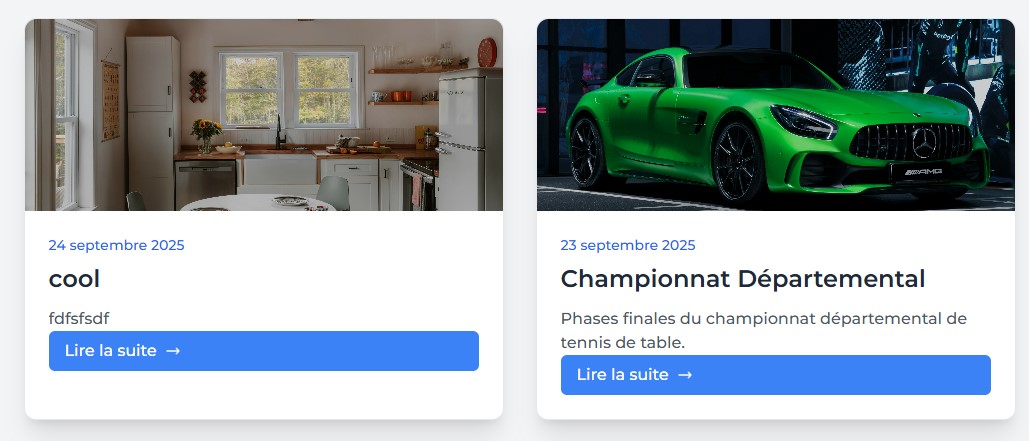 24 septembre 2025
cool
fdfsfsdf
Lire la suite →
AMG
23 septembre 2025
Championnat Départemental
Phases finales du championnat départemental de
tennis de table.
Lire la suite →